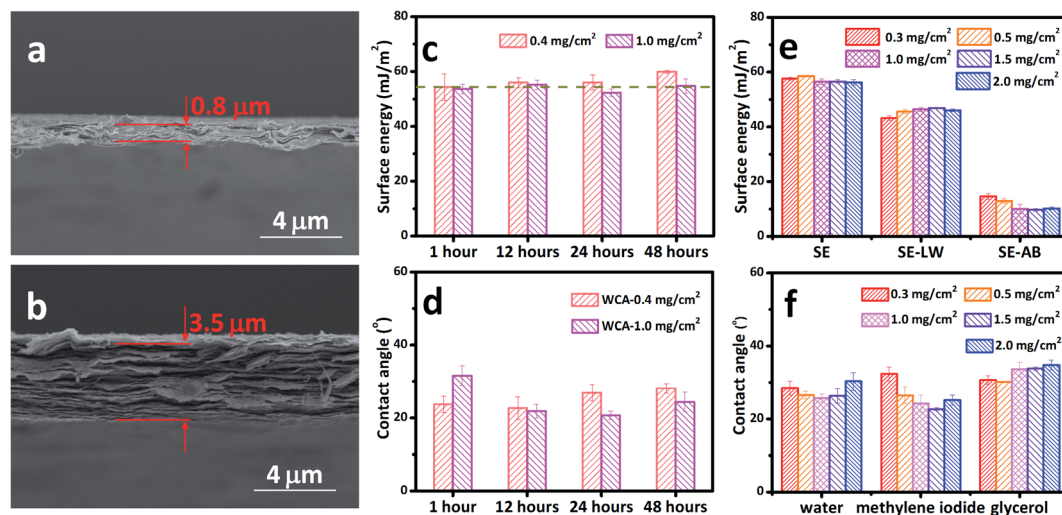 a
0.8 μm
4 μm
b
3.5 μm
4 μm
c
Surface energy (mJ/m²)
80
60
40
20
0
0.4 mg/cm²
1.0 mg/cm²
1 hour
12 hours
24 hours
48 hours
d
Contact angle (°)
60
40
20
0
WCA-0.4 mg/cm²
WCA-1.0 mg/cm²
1 hour
12 hours
24 hours
48 hours
e
Surface energy (mJ/m²)
80
60
40
20
0
0.3 mg/cm²
0.5 mg/cm²
1.0 mg/cm²
1.5 mg/cm²
2.0 mg/cm²
SE
SE-LW
SE-AB
f
Contact angle (°)
60
40
20
0
0.3 mg/cm²
0.5 mg/cm²
1.0 mg/cm²
1.5 mg/cm²
2.0 mg/cm²
water
methylene iodide
glycerol